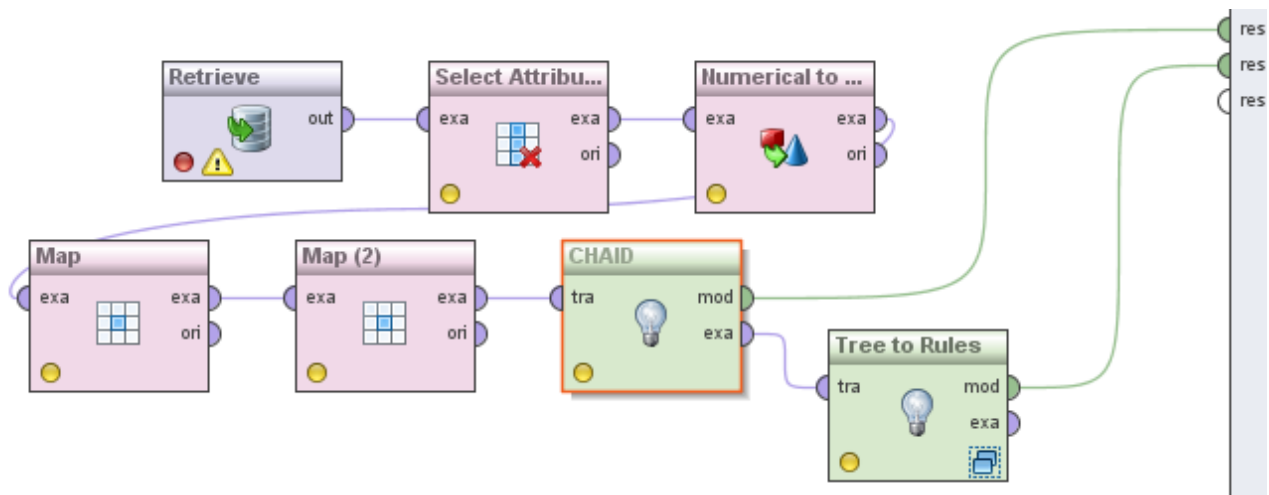 res
res
res
Retrieve
out
Select Attribu...
exa
exa
ori
Numerical to ...
exa
exa
ori
Map
exa
exa
ori
Map (2)
exa
exa
ori
CHAID
tra
mod
exa
Tree to Rules
tra
mod
exa